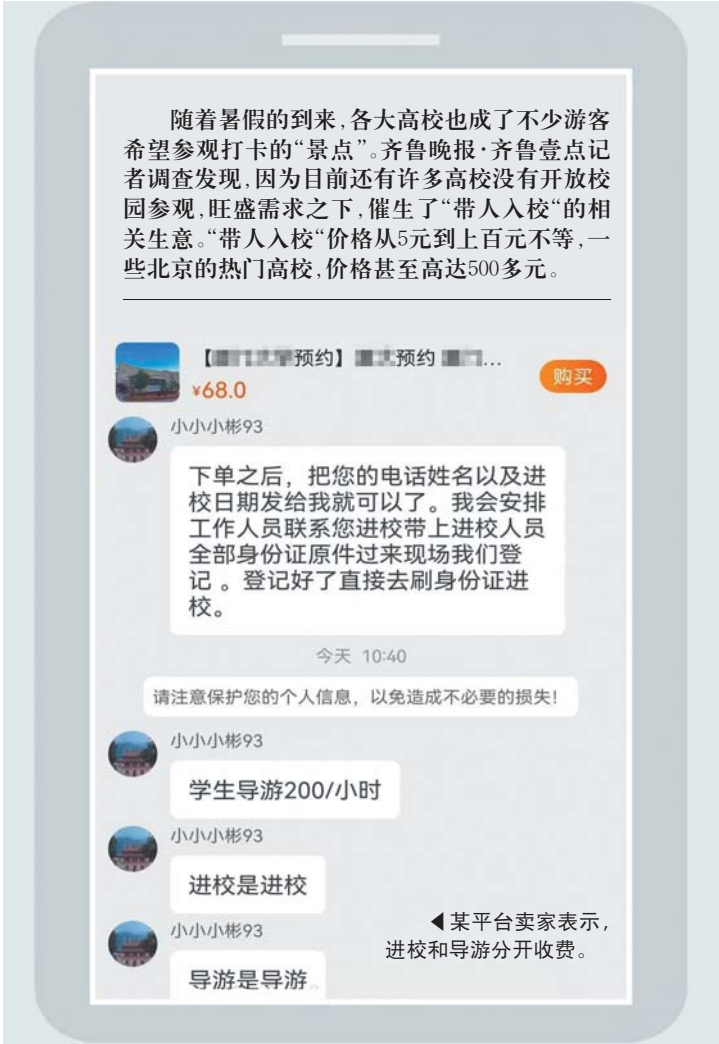 随着暑假的到来,各大高校也成了不少游客
希望参观打卡的“景点”。齐鲁晚报·齐鲁壹点记
者调查发现,因为目前还有许多高校没有开放校
园参观,旺盛需求之下,催生了“带人入校“的相
关生意。“带人入校“价格从5元到上百元不等,一
些北京的热门高校,价格甚至高达500多元。
预约】 预约 ...
¥68.0
购买
小小小彬93
下单之后，把您的电话姓名以及进
校日期发给我就可以了。我会安排
工作人员联系您进校带上进校人员
全部身份证原件过来现场我们登
记 。登记好了直接去刷身份证进
校。
今天 10:40
请注意保护您的个人信息，以免造成不必要的损失!
小小小彬93
学生导游200/小时
小小小彬93
进校是进校
小小小彬93
导游是导游。
◀某平台卖家表示,
进校和导游分开收费。